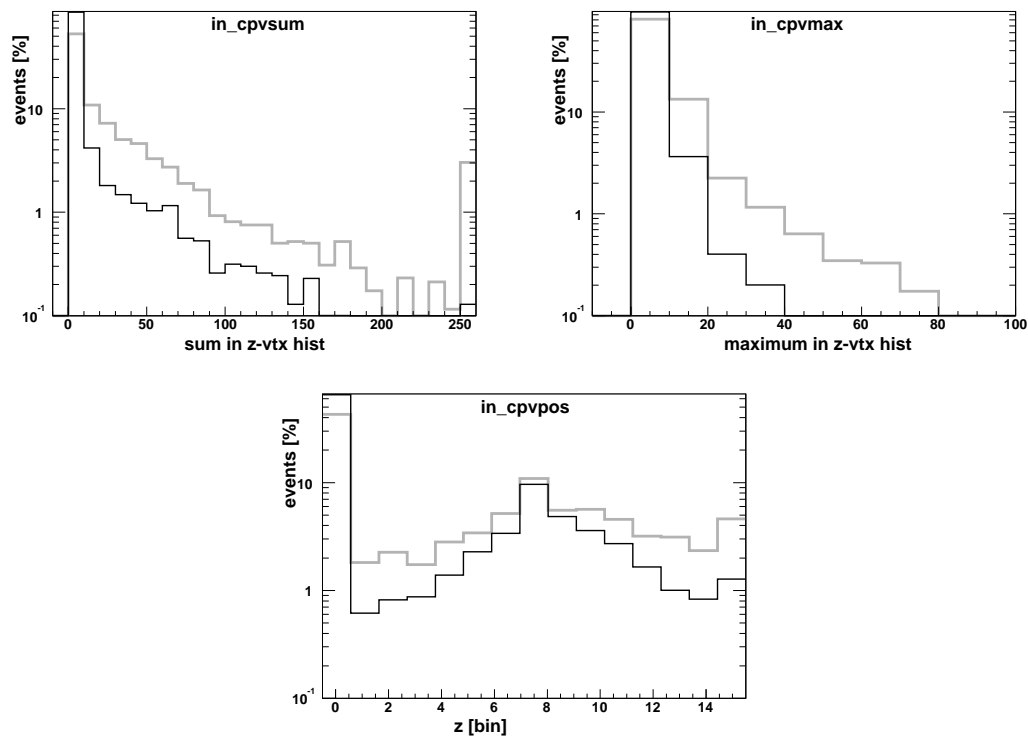 in_cpvsum
events [%]
10
1
10-1
0 50 100 150 200 250
sum in z-vtx hist
in_cpvmax
events [%]
10
1
10-1
0 20 40 60 80 100
maximum in z-vtx hist
in_cpvpos
events [%]
10
1
10-1
0 2 4 6 8 10 12 14
z [bin]